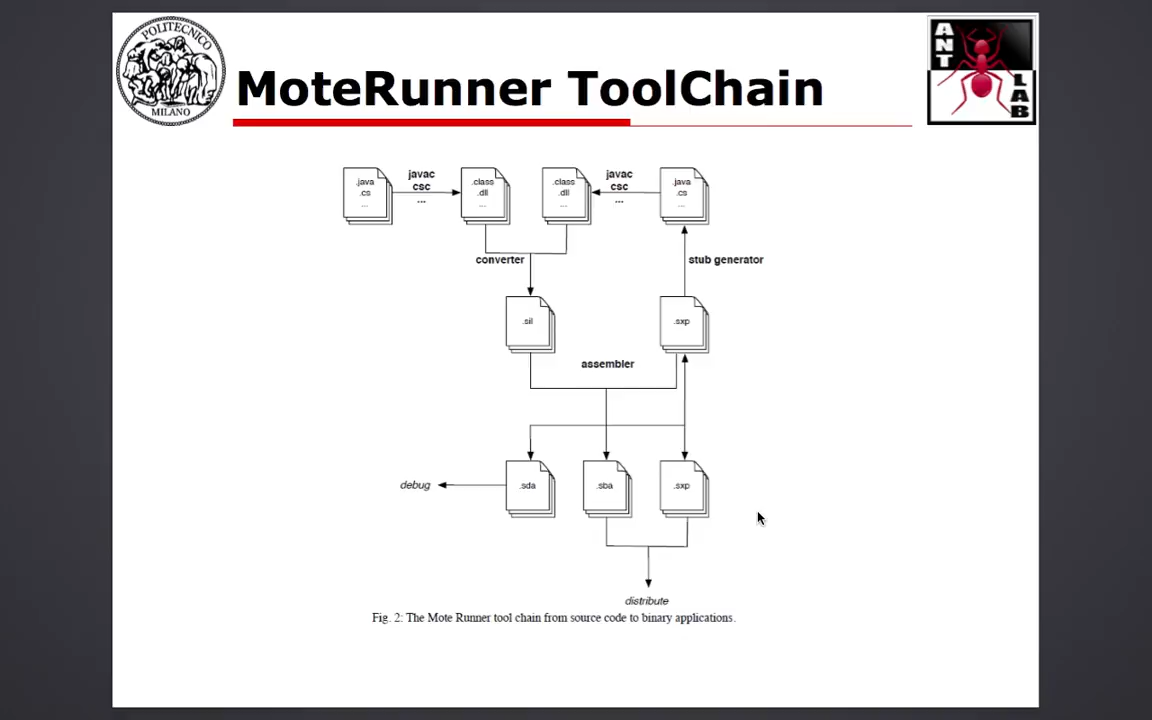 POLITECNICO
MILANO
MoteRunner ToolChain
ANT
LAB
.java
.cs
...
javac
csc
...
.class
.dll
...
.class
.dll
...
javac
csc
...
.java
.cs
...
converter
stub generator
.sil
.sxp
assembler
debug
.sda
.sba
.sxp
distribute
Fig. 2: The Mote Runner tool chain from source code to binary applications.